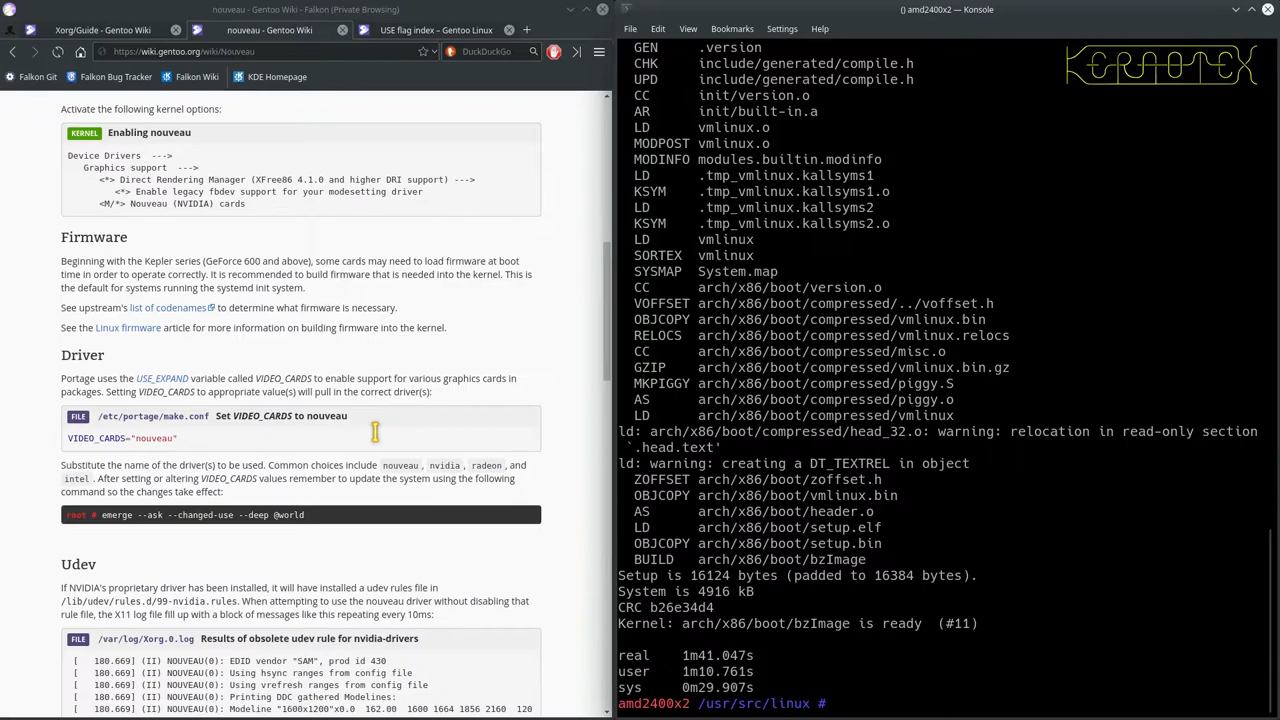 nouveau - Gentoo Wiki - Falkon (Private Browsing)
Xorg/Guide - Gentoo Wiki
nouveau - Gentoo Wiki
USE flag index – Gentoo Linux
https://wiki.gentoo.org/wiki/Nouveau
DuckDuckGo
Falkon Git
Falkon Bug Tracker
Falkon Wiki
KDE Homepage
Activate the following kernel options:
KERNEL Enabling nouveau
Device Drivers --->
Graphics support --->
<*> Direct Rendering Manager (XFree86 4.1.0 and higher DRI support) --->
<*> Enable legacy fbdev support for your modesetting driver
<M/*> Nouveau (NVIDIA) cards
Firmware
Beginning with the Kepler series (GeForce 600 and above), some cards may need to load firmware at boot
time in order to operate correctly. It is recommended to build firmware that is needed into the kernel. This is
the default for systems running the systemd init system.
See upstream's list of codenames to determine what firmware is necessary.
See the Linux firmware article for more information on building firmware into the kernel.
Driver
Portage uses the USE_EXPAND variable called VIDEO_CARDS to enable support for various graphics cards in
packages. Setting VIDEO_CARDS to appropriate value(s) will pull in the correct driver(s):
FILE /etc/portage/make.conf Set VIDEO_CARDS to nouveau
VIDEO_CARDS="nouveau"
Substitute the name of the driver(s) to be used. Common choices include nouveau, nvidia, radeon, and
intel. After setting or altering VIDEO_CARDS values remember to update the system using the following
command so the changes take effect:
root # emerge --ask --changed-use --deep @world
Udev
If NVIDIA's proprietary driver has been installed, it will have installed a udev rules file in
/lib/udev/rules.d/99-nvidia.rules. When attempting to use the nouveau driver without disabling that
rule file, the X11 log file fill up with a block of messages like this repeating every 10ms:
FILE /var/log/Xorg.0.log Results of obsolete udev rule for nvidia-drivers
[ 180.669] (II) NOUVEAU(0): EDID vendor "SAM", prod id 430
[ 180.669] (II) NOUVEAU(0): Using hsync ranges from config file
[ 180.669] (II) NOUVEAU(0): Using vrefresh ranges from config file
[ 180.669] (II) NOUVEAU(0): Printing DDC gathered Modelines:
[ 180.669] (II) NOUVEAU(0): Modeline "1600x1200"x0.0 162.00 1600 1664 1856 2160 120
() amd2400x2 — Konsole
File Edit View Bookmarks Settings Help
KERAOTEX
GEN .version
CHK include/generated/compile.h
UPD include/generated/compile.h
CC init/version.o
AR init/built-in.a
LD vmlinux.o
MODPOST vmlinux.o
MODINFO modules.builtin.modinfo
LD .tmp_vmlinux.kallsyms1
KSYM .tmp_vmlinux.kallsyms1.o
LD .tmp_vmlinux.kallsyms2
KSYM .tmp_vmlinux.kallsyms2.o
LD vmlinux
SORTEX vmlinux
SYSMAP System.map
CC arch/x86/boot/version.o
VOFFSET arch/x86/boot/compressed/../voffset.h
OBJCOPY arch/x86/boot/compressed/vmlinux.bin
RELOCS arch/x86/boot/compressed/vmlinux.relocs
CC arch/x86/boot/compressed/misc.o
GZIP arch/x86/boot/compressed/vmlinux.bin.gz
MKPIGGY arch/x86/boot/compressed/piggy.S
AS arch/x86/boot/compressed/piggy.o
LD arch/x86/boot/compressed/vmlinux
ld: arch/x86/boot/compressed/head_32.o: warning: relocation in read-only section
`.head.text'
ld: warning: creating a DT_TEXTREL in object
ZOFFSET arch/x86/boot/zoffset.h
OBJCOPY arch/x86/boot/vmlinux.bin
AS arch/x86/boot/header.o
LD arch/x86/boot/setup.elf
OBJCOPY arch/x86/boot/setup.bin
BUILD arch/x86/boot/bzImage
Setup is 16124 bytes (padded to 16384 bytes).
System is 4916 kB
CRC b26e34d4
Kernel: arch/x86/boot/bzImage is ready (#11)
real 1m41.047s
user 1m10.761s
sys 0m29.907s
amd2400x2 /usr/src/linux #